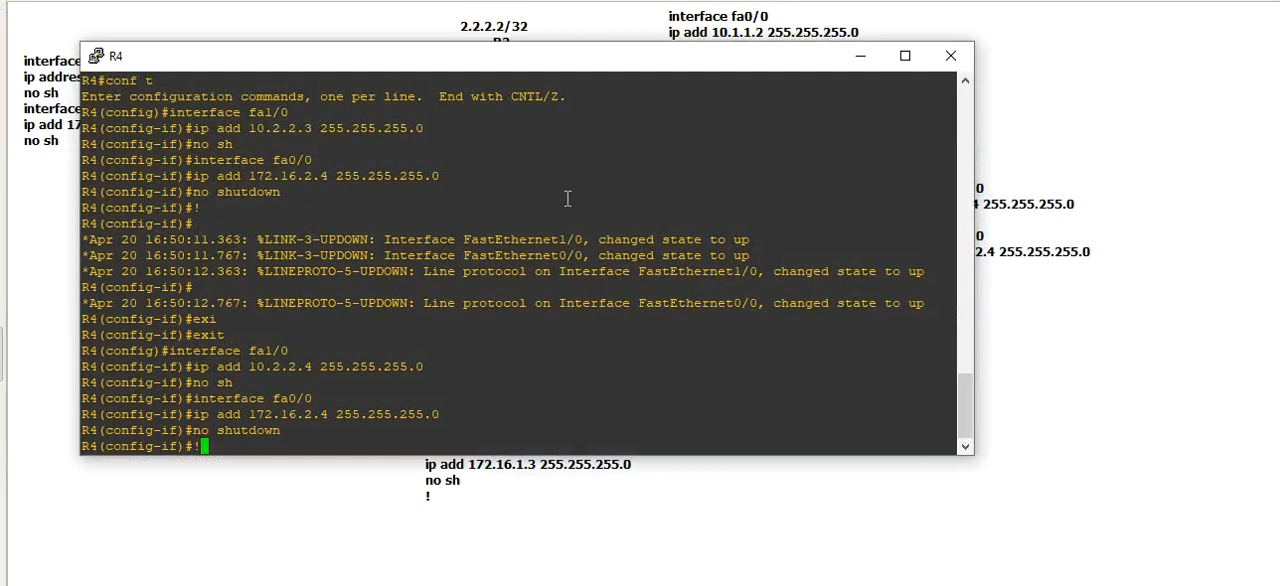 2.2.2.2/32
interface fa0/0
ip add 10.1.1.2 255.255.255.0
interface
ip addres
no sh
interface
ip add 17
no sh
R4
R4#conf t
Enter configuration commands, one per line.  End with CNTL/Z.
R4(config)#interface fa1/0
R4(config-if)#ip add 10.2.2.3 255.255.255.0
R4(config-if)#no sh
R4(config-if)#interface fa0/0
R4(config-if)#ip add 172.16.2.4 255.255.255.0
R4(config-if)#no shutdown
R4(config-if)#!
R4(config-if)#
*Apr 20 16:50:11.363: %LINK-3-UPDOWN: Interface FastEthernet1/0, changed state to up
*Apr 20 16:50:11.767: %LINK-3-UPDOWN: Interface FastEthernet0/0, changed state to up
*Apr 20 16:50:12.363: %LINEPROTO-5-UPDOWN: Line protocol on Interface FastEthernet1/0, changed state to up
R4(config-if)#
*Apr 20 16:50:12.767: %LINEPROTO-5-UPDOWN: Line protocol on Interface FastEthernet0/0, changed state to up
R4(config-if)#exi
R4(config-if)#exit
R4(config)#interface fa1/0
R4(config-if)#ip add 10.2.2.4 255.255.255.0
R4(config-if)#no sh
R4(config-if)#interface fa0/0
R4(config-if)#ip add 172.16.2.4 255.255.255.0
R4(config-if)#no shutdown
R4(config-if)#!
0
4 255.255.255.0
0
2.4 255.255.255.0
ip add 172.16.1.3 255.255.255.0
no sh
!